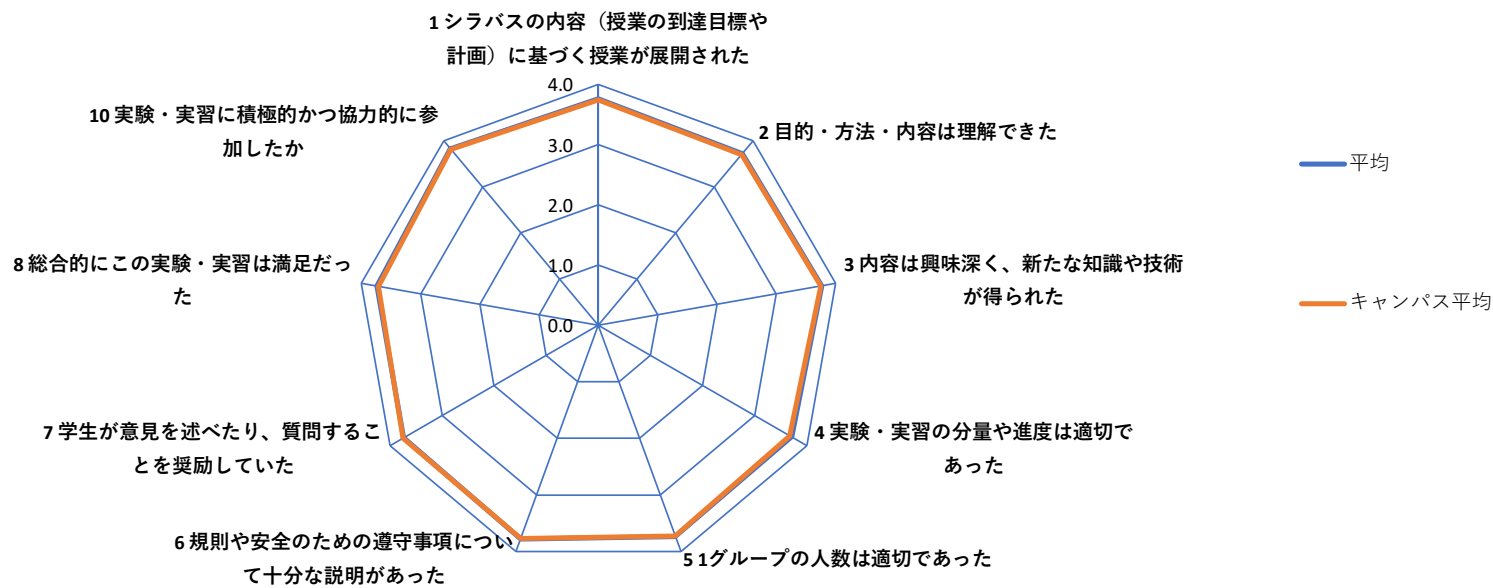 1 シラバスの内容（授業の到達目標や
計画）に基づく授業が展開された
2 目的・方法・内容は理解できた
3 内容は興味深く、新たな知識や技術
が得られた
4 実験・実習の分量や進度は適切で
あった
5 1グループの人数は適切であった
6 規則や安全のための遵守事項につい
て十分な説明があった
7 学生が意見を述べたり、質問するこ
とを奨励していた
8 総合的にこの実験・実習は満足だっ
た
10 実験・実習に積極的かつ協力的に参
加したか
4.0
3.0
2.0
1.0
0.0
平均
キャンパス平均